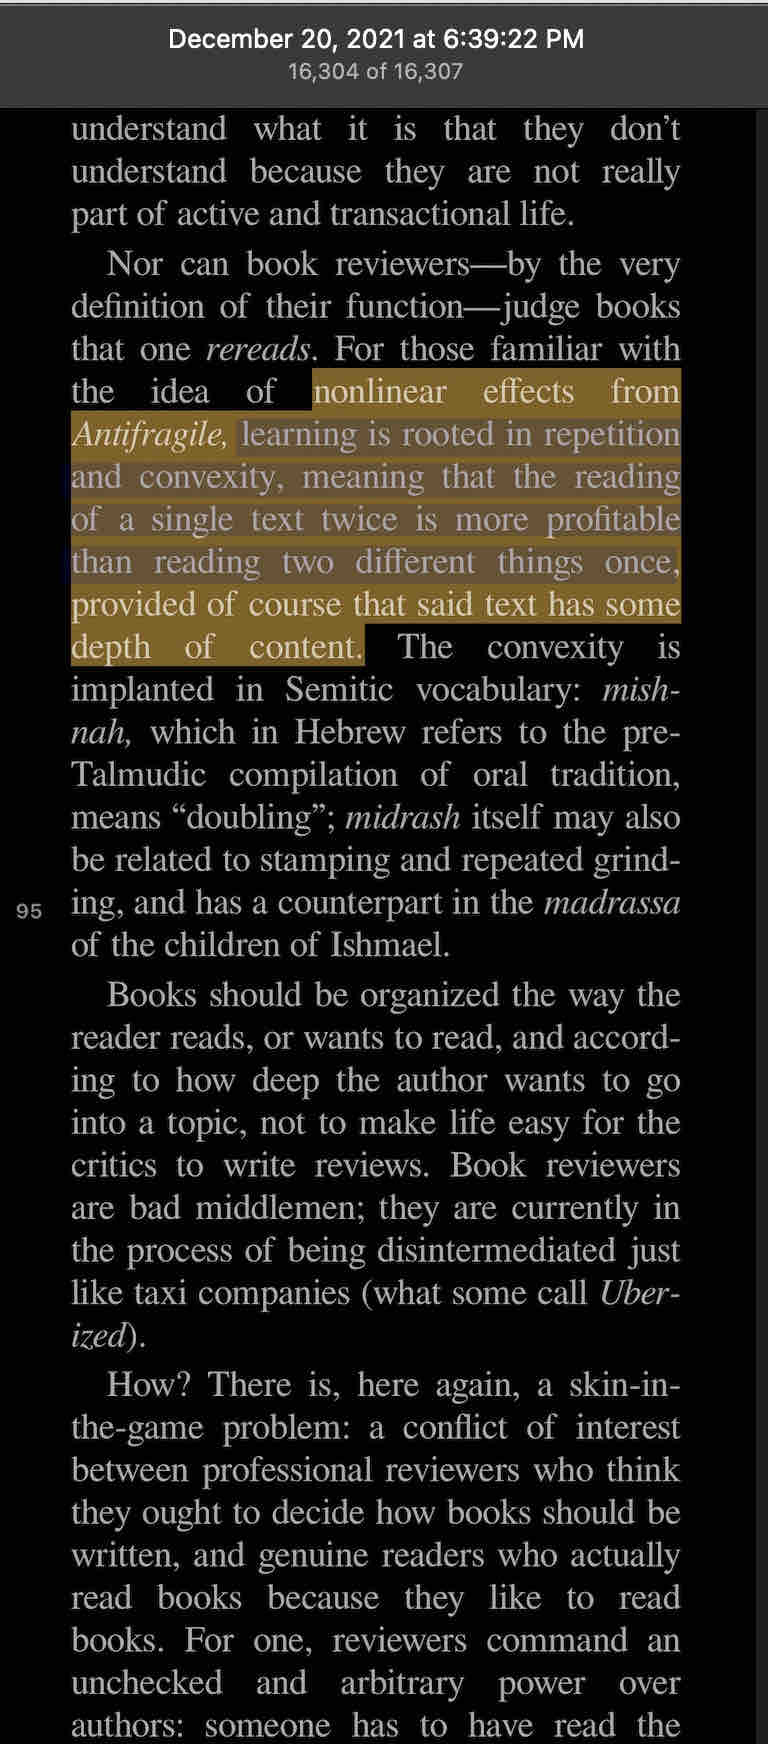 December 20, 2021 at 6:39:22 PM
16,304 of 16,307
understand what it is that they don’t
understand because they are not really
part of active and transactional life.
Nor can book reviewers—by the very
definition of their function—judge books
that one rereads. For those familiar with
the idea of nonlinear effects from
Antifragile, learning is rooted in repetition
and convexity, meaning that the reading
of a single text twice is more profitable
than reading two different things once,
provided of course that said text has some
depth of content. The convexity is
implanted in Semitic vocabulary: mish-
nah, which in Hebrew refers to the pre-
Talmudic compilation of oral tradition,
means “doubling”; midrash itself may also
be related to stamping and repeated grind-
95 ing, and has a counterpart in the madrassa
of the children of Ishmael.
Books should be organized the way the
reader reads, or wants to read, and accord-
ing to how deep the author wants to go
into a topic, not to make life easy for the
critics to write reviews. Book reviewers
are bad middlemen; they are currently in
the process of being disintermediated just
like taxi companies (what some call Uber-
ized).
How? There is, here again, a skin-in-
the-game problem: a conflict of interest
between professional reviewers who think
they ought to decide how books should be
written, and genuine readers who actually
read books because they like to read
books. For one, reviewers command an
unchecked and arbitrary power over
authors: someone has to have read the